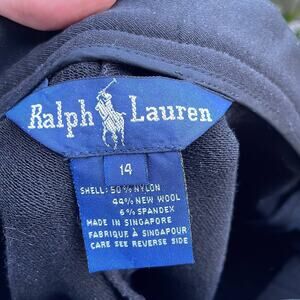 Ralph Lauren
14
SHELL: 50% NYLON
44% NEW WOOL
6% SPANDEX
MADE IN SINGAPORE
FABRIQUÉ À SINGAPOUR
CARE SEE REVERSE SIDE